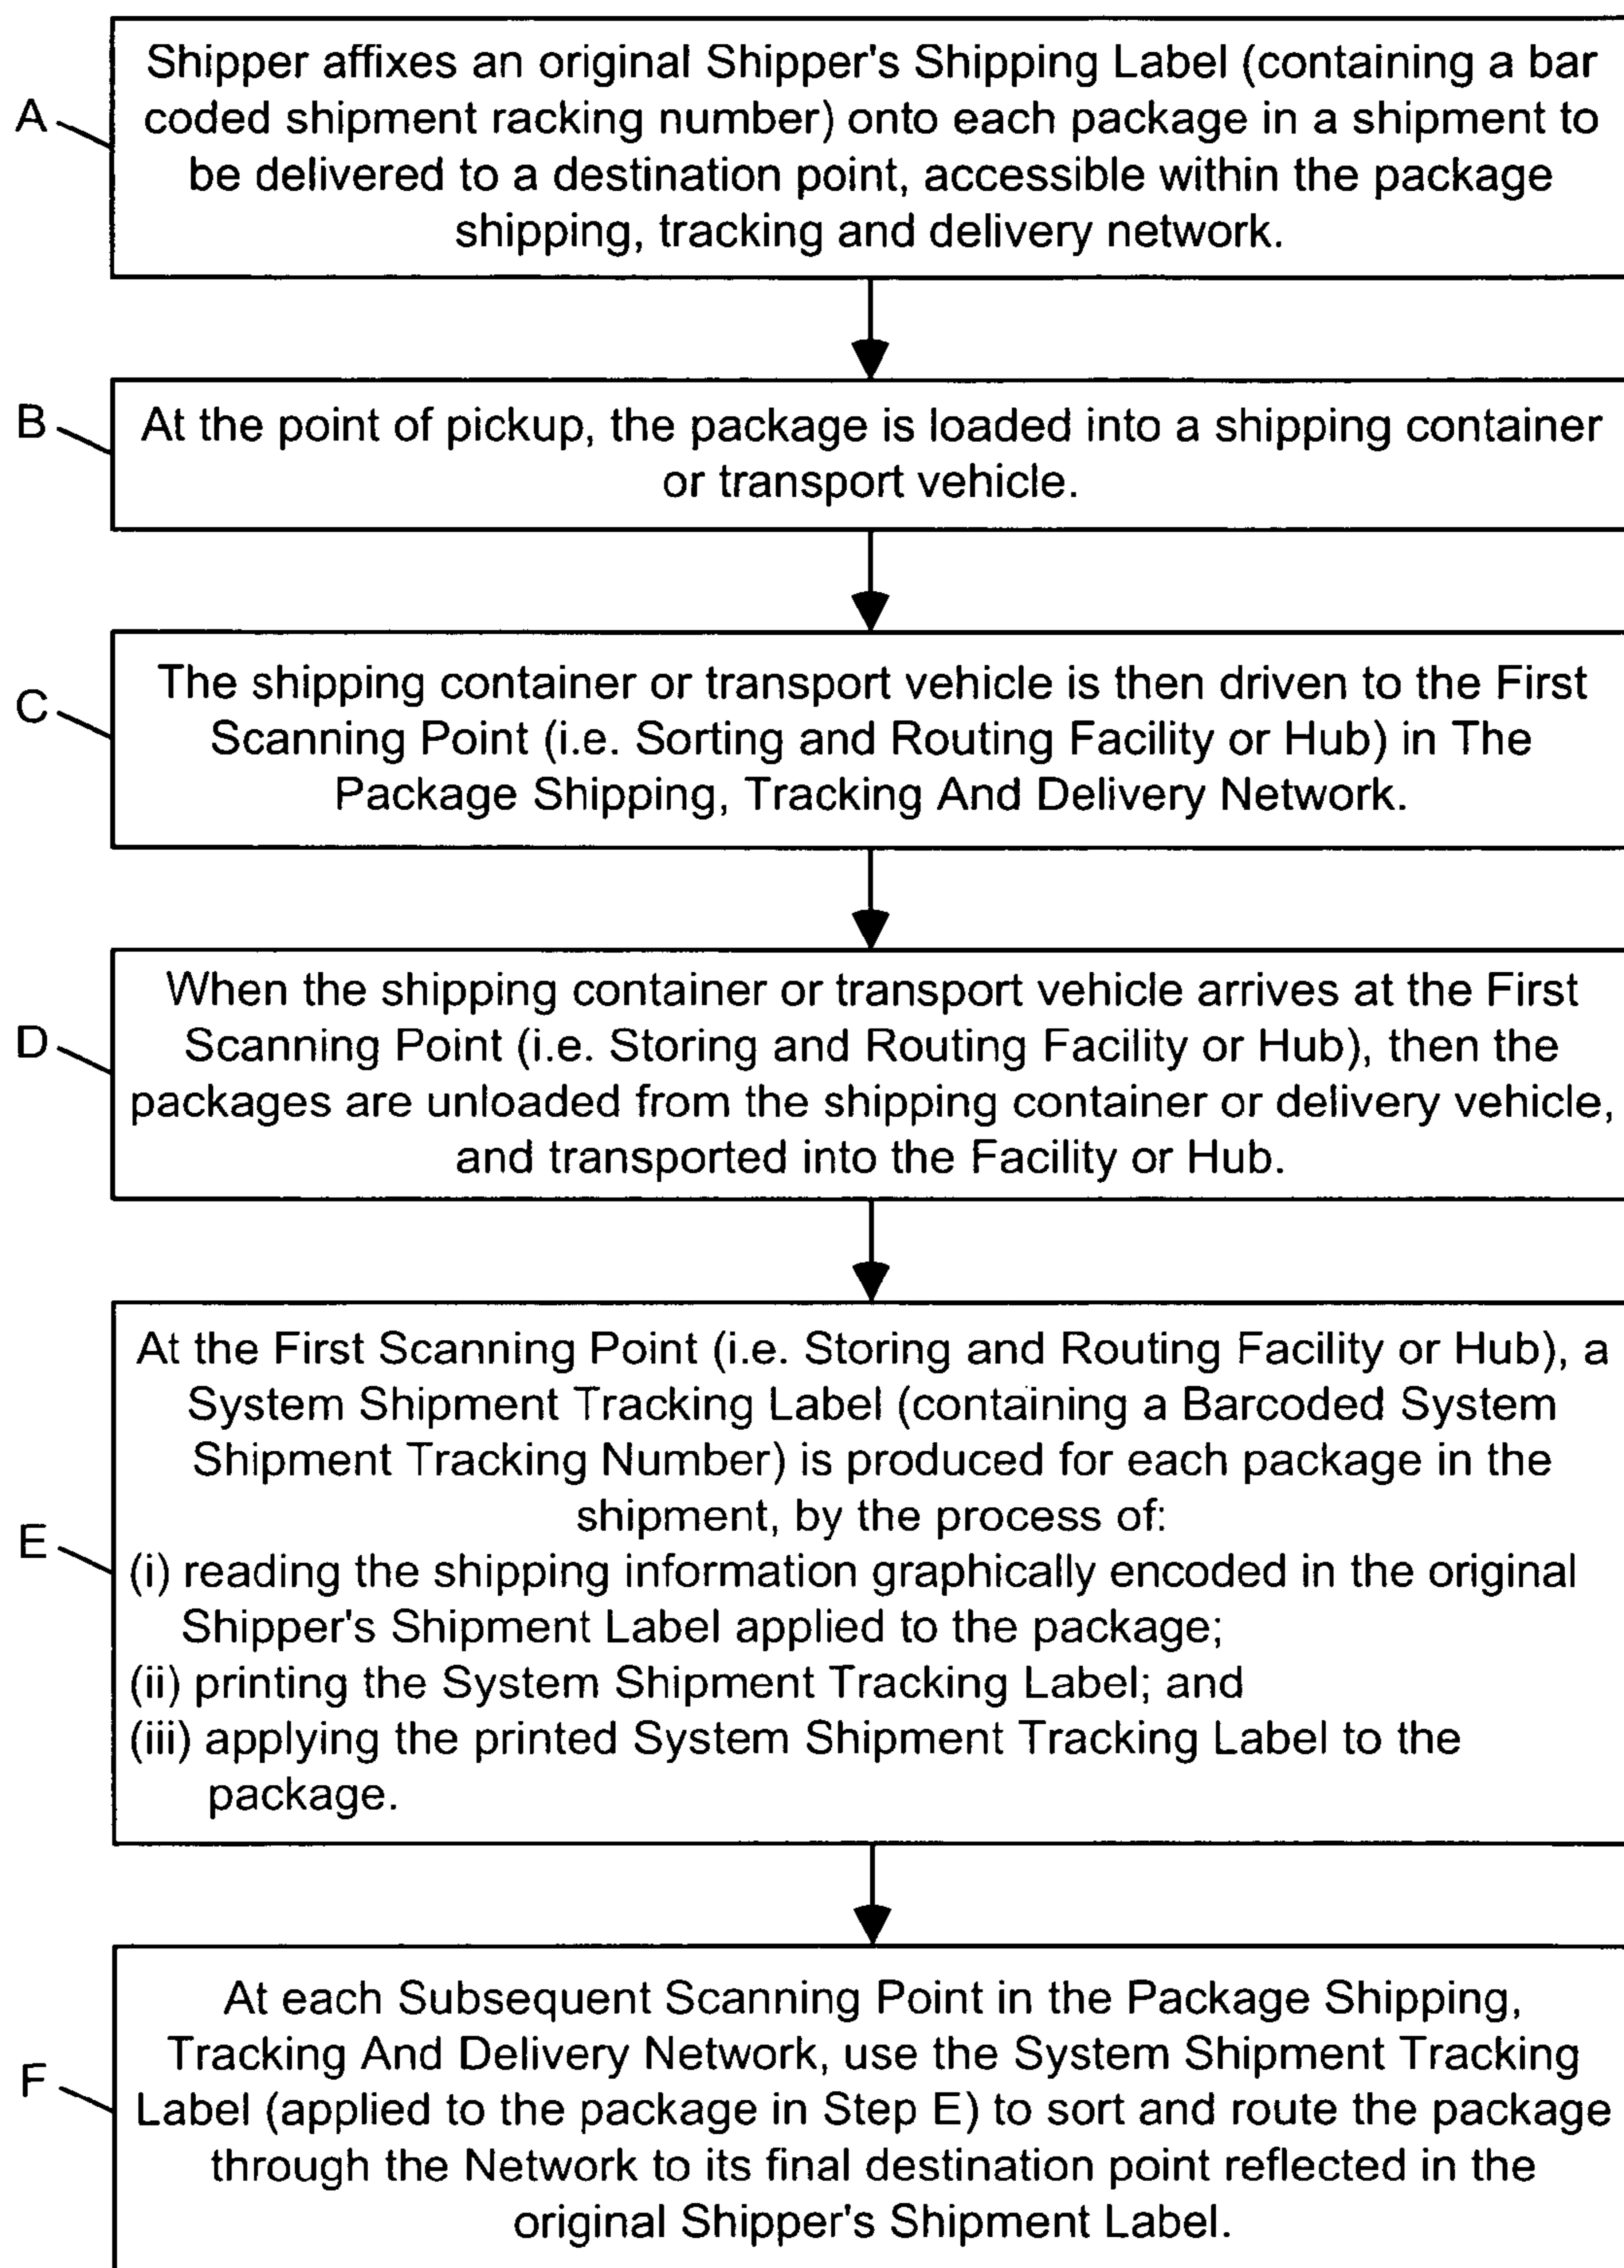 A
Shipper affixes an original Shipper's Shipping Label (containing a bar
coded shipment racking number) onto each package in a shipment to
be delivered to a destination point, accessible within the package
shipping, tracking and delivery network.
B
At the point of pickup, the package is loaded into a shipping container
or transport vehicle.
C
The shipping container or transport vehicle is then driven to the First
Scanning Point (i.e. Sorting and Routing Facility or Hub) in The
Package Shipping, Tracking And Delivery Network.
D
When the shipping container or transport vehicle arrives at the First
Scanning Point (i.e. Storing and Routing Facility or Hub), then the
packages are unloaded from the shipping container or delivery vehicle,
and transported into the Facility or Hub.
E
At the First Scanning Point (i.e. Storing and Routing Facility or Hub), a
System Shipment Tracking Label (containing a Barcoded System
Shipment Tracking Number) is produced for each package in the
shipment, by the process of:
(i) reading the shipping information graphically encoded in the original
Shipper's Shipment Label applied to the package;
(ii) printing the System Shipment Tracking Label; and
(iii) applying the printed System Shipment Tracking Label to the
package.
F
At each Subsequent Scanning Point in the Package Shipping,
Tracking And Delivery Network, use the System Shipment Tracking
Label (applied to the package in Step E) to sort and route the package
through the Network to its final destination point reflected in the
original Shipper's Shipment Label.